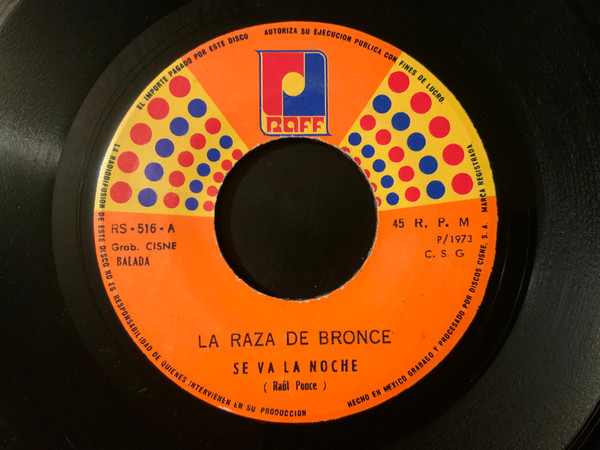 EL IMPORTE PAGADO POR ESTE DISCO AUTORIZA SU EJECUCION PUBLICA CON FINES DE LUCRO.
RAFF
RS - 516 - A
Grab. CISNE
BALADA
45 R. P. M
P/1973
C. S. G
LA RAZA DE BRONCE
SE VA LA NOCHE
( Raúl Ponce )
LA RADIODIFUSION DE ESTE DISCO NO ES RESPONSABILIDAD DE QUIENES INTERVIENEN EN SU PRODUCCION
HECHO EN MEXICO GRABADO Y PROCESADO POR DISCOS CISNE, S. A. MARCA REGISTRADA